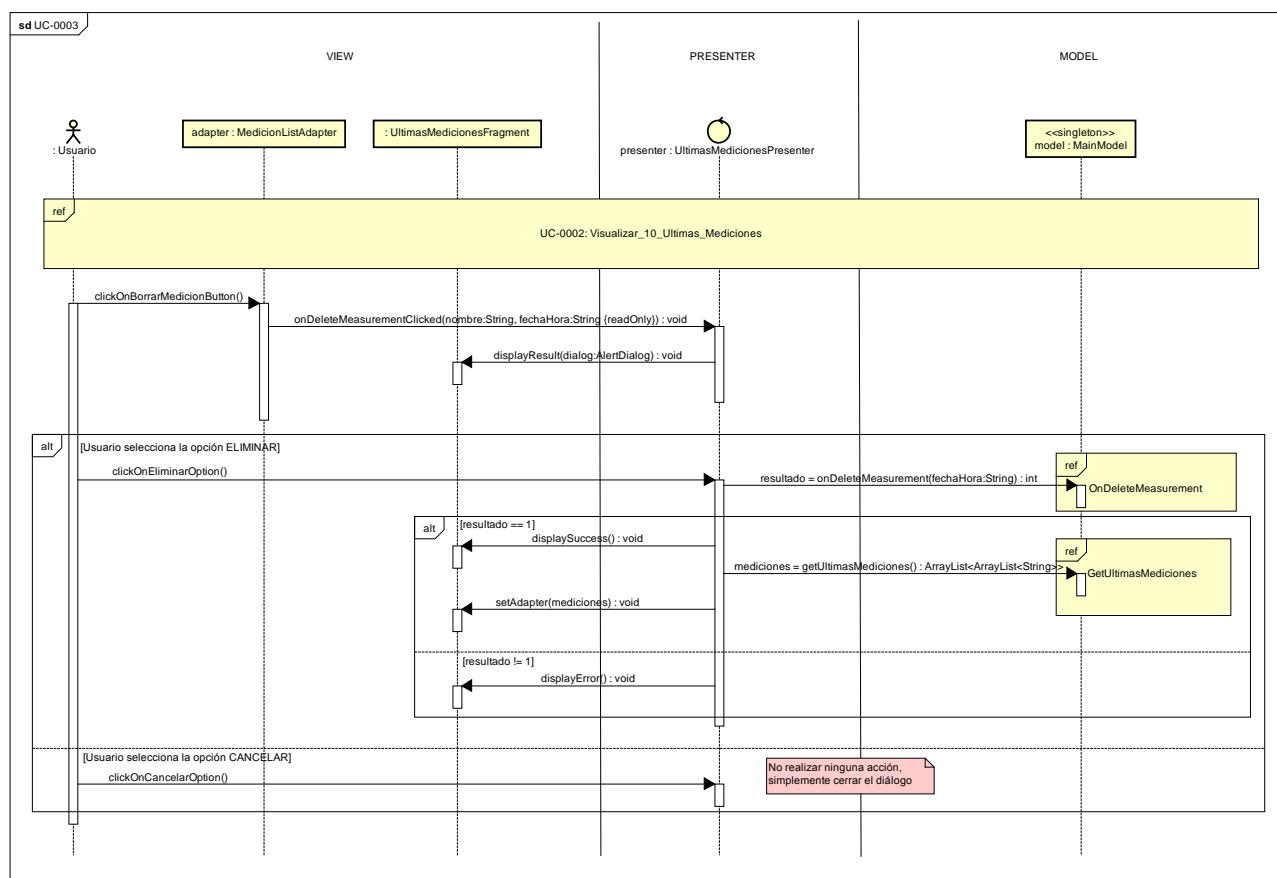 sd UC-0003
VIEW
PRESENTER
MODEL
: Usuario
adapter : MedicionListAdapter
: UltimasMedicionesFragment
presenter : UltimasMedicionesPresenter
<<singleton>>
model : MainModel
ref
UC-0002: Visualizar_10_Ultimas_Mediciones
clickOnBorrarMedicionButton()
onDeleteMeasurementClicked(nombre:String, fechaHora:String {readOnly}) : void
displayResult(dialog:AlertDialog) : void
alt
[Usuario selecciona la opción ELIMINAR]
clickOnEliminarOption()
ref
resultado = onDeleteMeasurement(fechaHora:String) : int
OnDeleteMeasurement
alt
[resultado == 1]
displaySuccess() : void
ref
mediciones = getUltimasMediciones() : ArrayList<ArrayList<String>>
GetUltimasMediciones
setAdapter(mediciones) : void
[resultado != 1]
displayError() : void
[Usuario selecciona la opción CANCELAR]
clickOnCancelarOption()
No realizar ninguna acción,
simplemente cerrar el diálogo